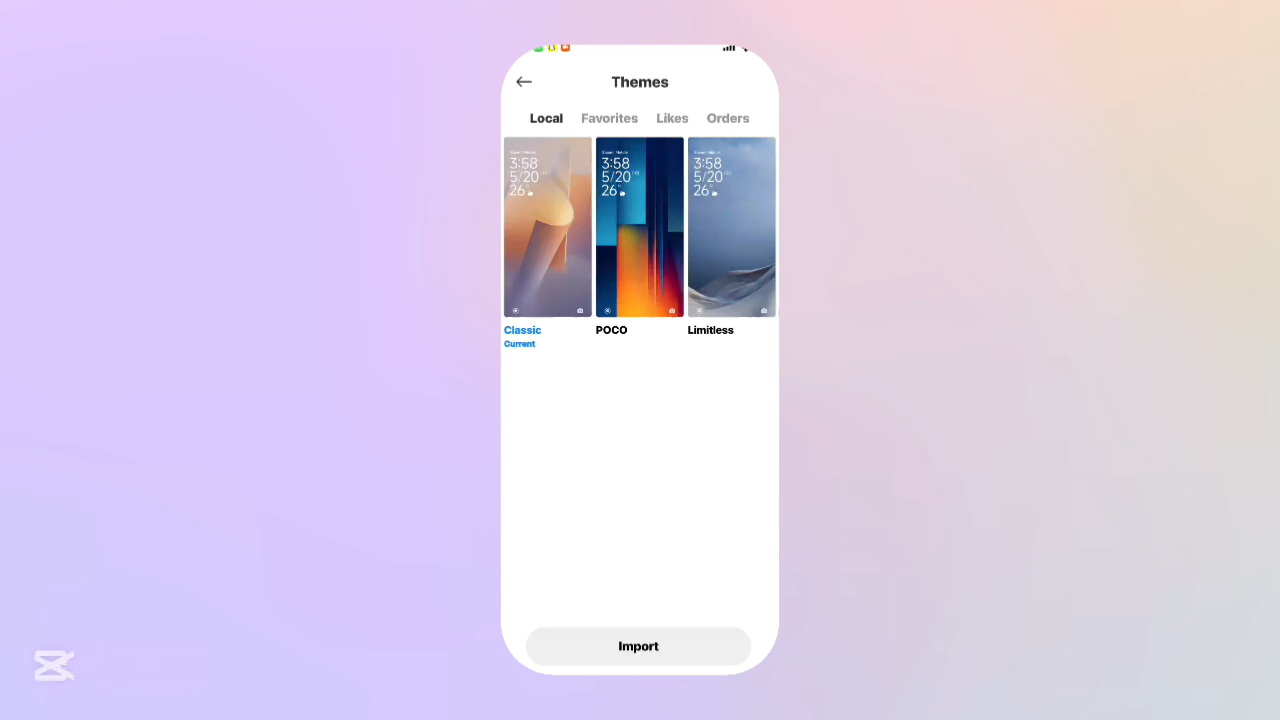 Themes
Local Favorites Likes Orders
3:58
5/20
26°
3:58
5/20
26°
3:58
5/20
26°
Classic
Current
POCO
Limitless
Import